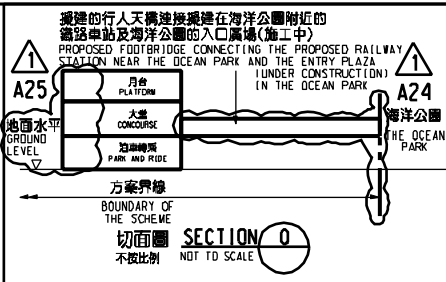 擬建的行人天橋連接擬建在海洋公園附近的
鐵路車站及海洋公園的入口廣場(施工中)
PROPOSED FOOTBRIDGE CONNECTING THE PROPOSED RAILWAY
STATION NEAR THE OCEAN PARK AND THE ENTRY PLAZA
(UNDER CONSTRUCTION)
IN THE OCEAN PARK
1
A25
1
A24
月台
PLATFORM
大堂
CONCOURSE
泊車轉乘
PARK AND RIDE
地面水平
GROUND
LEVEL
海洋公園
THE OCEAN
PARK
方案界線
BOUNDARY OF
THE SCHEME
切面圖 SECTION 0
不按比例 NOT TO SCALE